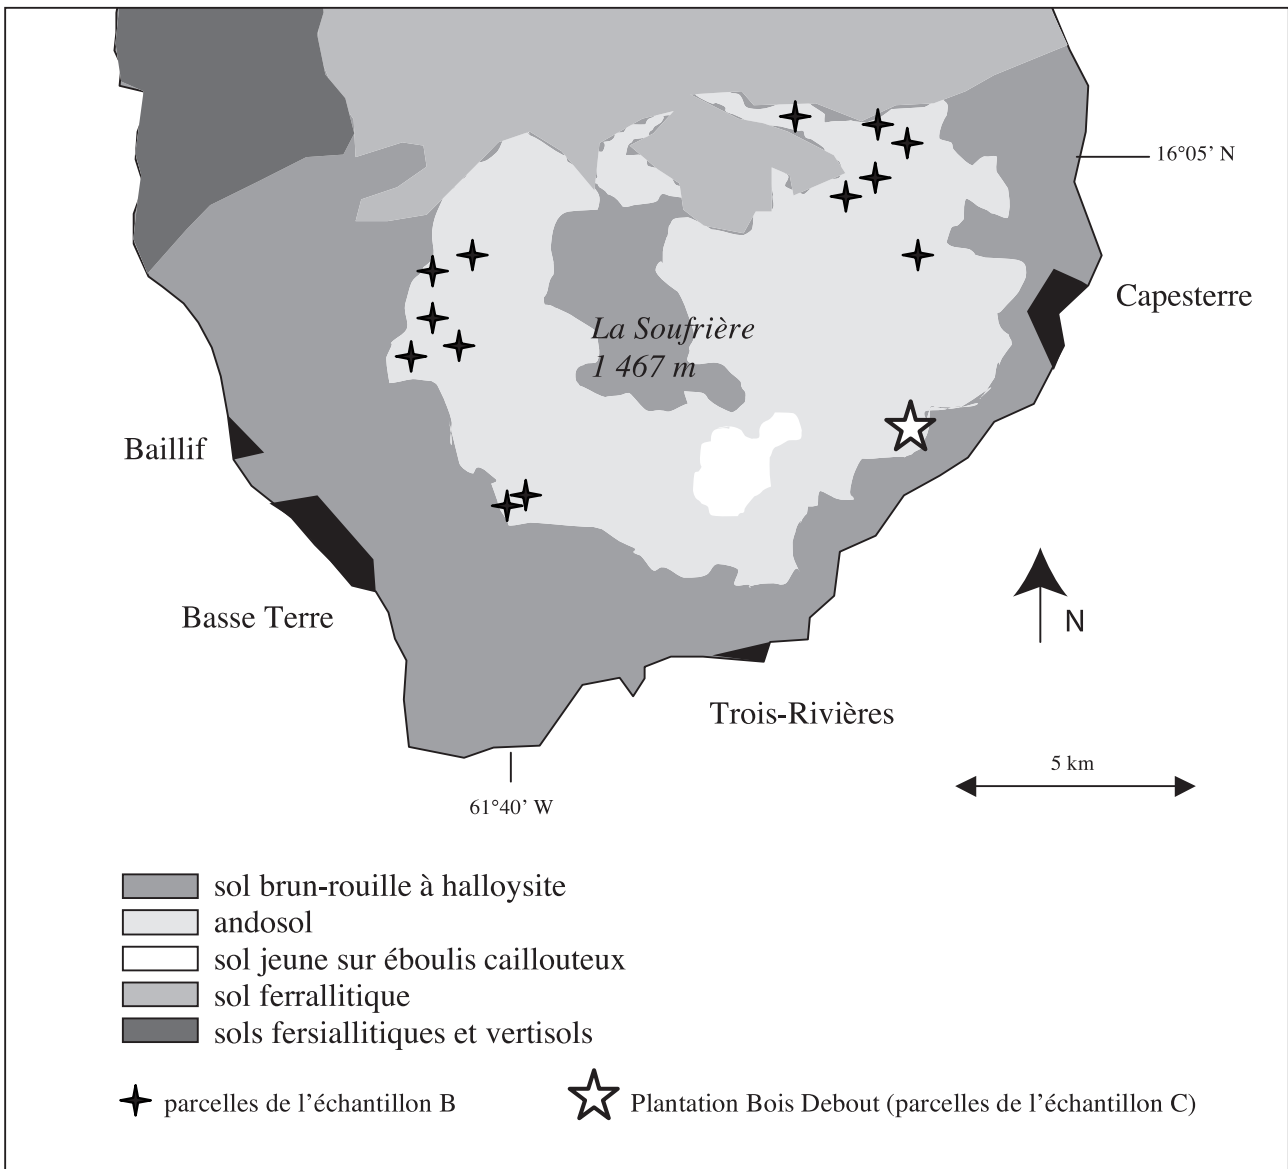 16°05’ N
Capesterre
La Soufrière
1 467 m
Baillif
Basse Terre
N
Trois-Rivières
5 km
61°40’ W
sol brun-rouille à halloysite
andosol
sol jeune sur éboulis caillouteux
sol ferrallitique
sols fersiallitiques et vertisols
parcelles de l’échantillon B
Plantation Bois Debout (parcelles de l’échantillon C)